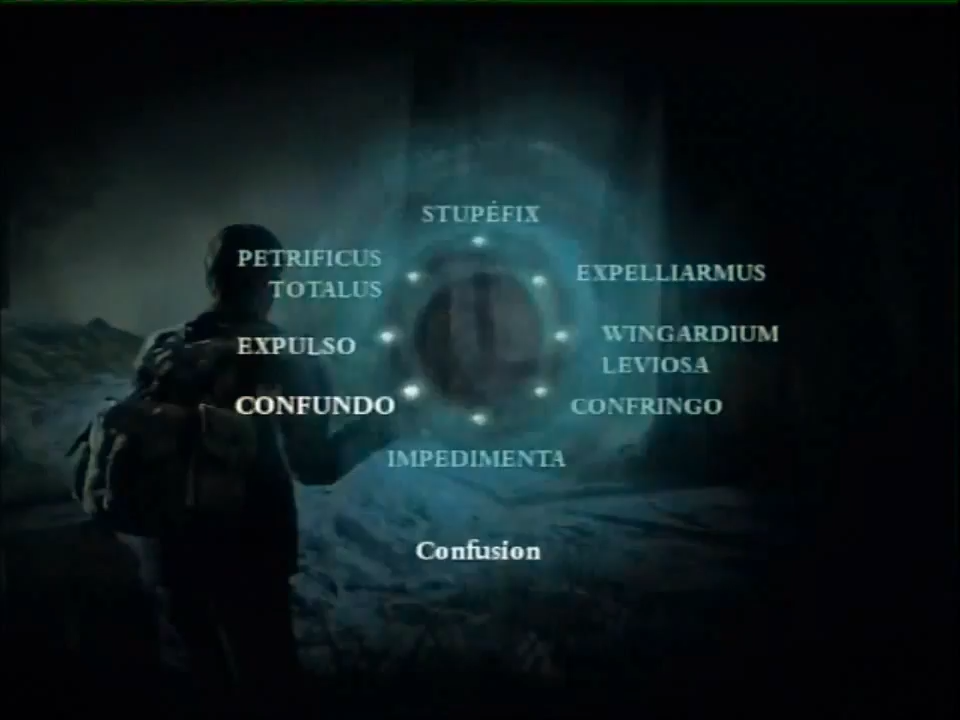 STUPÉFIX
PETRIFICUS
TOTALUS
EXPELLIARMUS
EXPULSO
WINGARDIUM
LEVIOSA
CONFUNDO
CONFRINGO
IMPEDIMENTA
Confusion